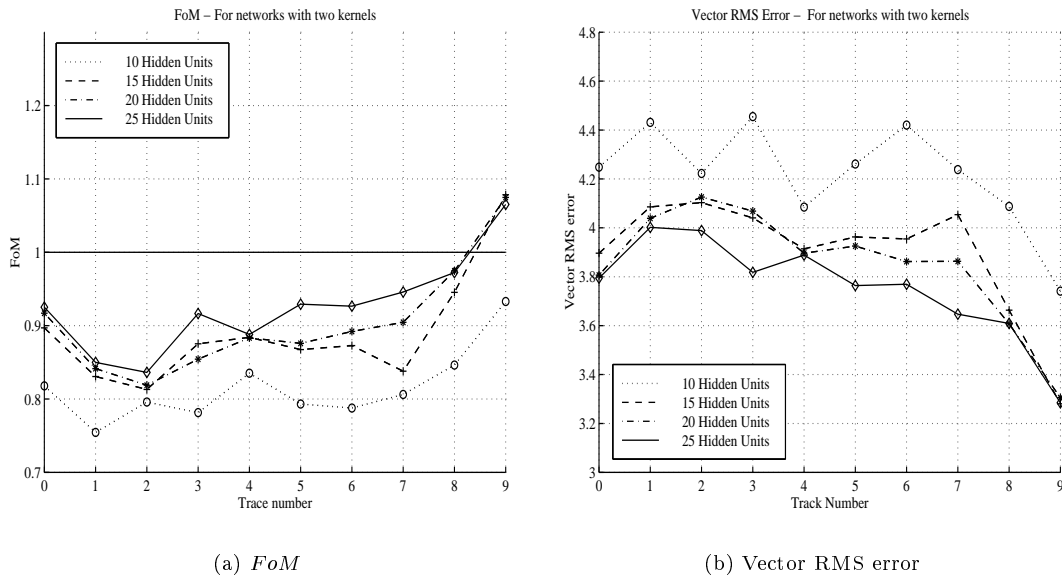 FoM – For networks with two kernels
10 Hidden Units
15 Hidden Units
20 Hidden Units
25 Hidden Units
1.2
1.1
1
0.9
0.8
0.7
FoM
0 1 2 3 4 5 6 7 8 9
Trace number
(a) FoM
Vector RMS Error – For networks with two kernels
4.8
4.6
4.4
4.2
4
3.8
3.6
3.4
3.2
3
Vector RMS error
10 Hidden Units
15 Hidden Units
20 Hidden Units
25 Hidden Units
0 1 2 3 4 5 6 7 8 9
Track Number
(b) Vector RMS error